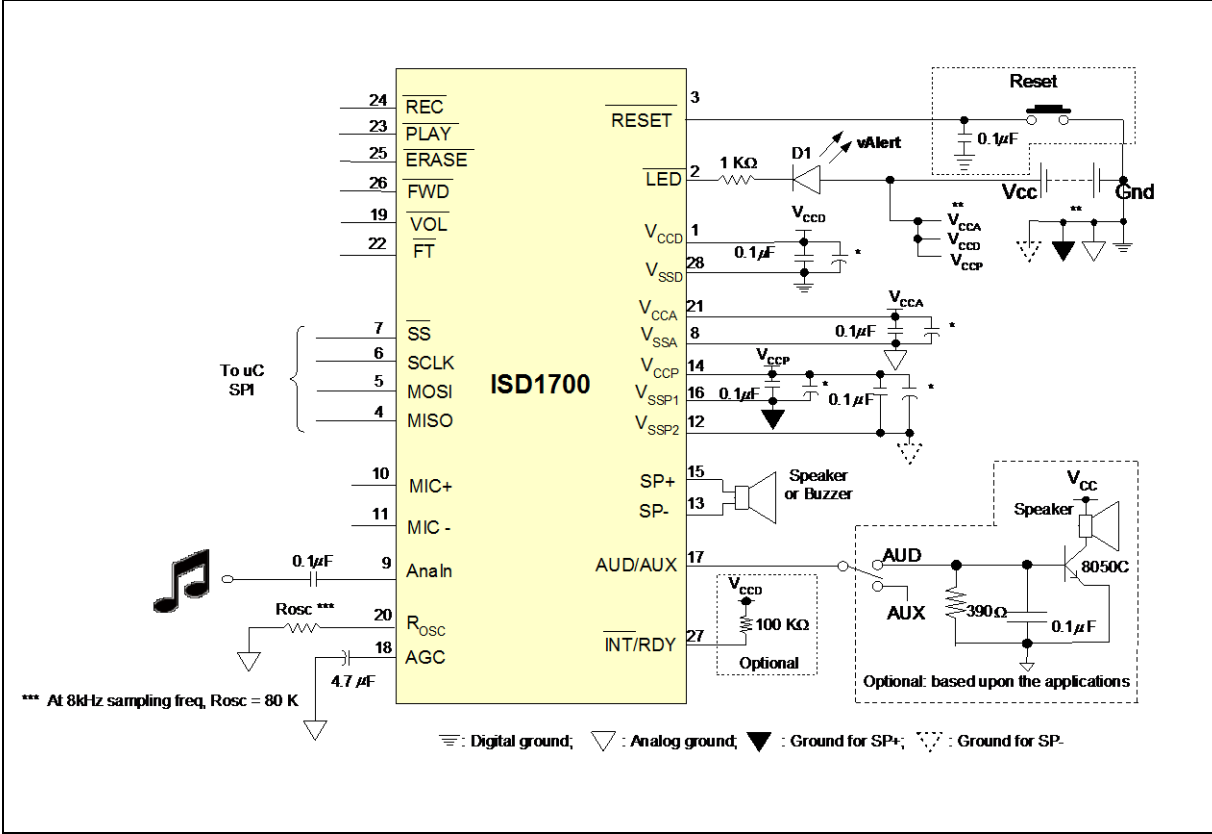 24 REC
23 PLAY
25 ERASE
26 FWD
19 VOL
22 FT
To uC SPI
7 SS
6 SCLK
5 MOSI
4 MISO
10 MIC+
11 MIC -
0.1µF
9 AnaIn
Rosc ***
20 ROSC
18 AGC
4.7 µF
*** At 8kHz sampling freq, Rosc = 80 K
ISD1700
RESET 3
Reset
0.1µF
LED 2
1 KΩ
D1
vAlert
Vcc
Gnd
**
VCCA
VCCD
VCCP
**
VCCD 1
VCCD
0.1µF
*
VSSD 28
VCCA 21
VCCA
0.1µF
*
VSSA 8
VCCP 14
VCCP
VSSP1 16
0.1µF
*
0.1µF
*
VSSP2 12
SP+ 15
SP- 13
Speaker
or Buzzer
AUD/AUX 17
AUD
AUX
VCC
Speaker
8050C
390Ω
0.1µF
Optional: based upon the applications
INT/RDY 27
VCCD
100 KΩ
Optional
: Digital ground;
: Analog ground;
: Ground for SP+;
: Ground for SP-